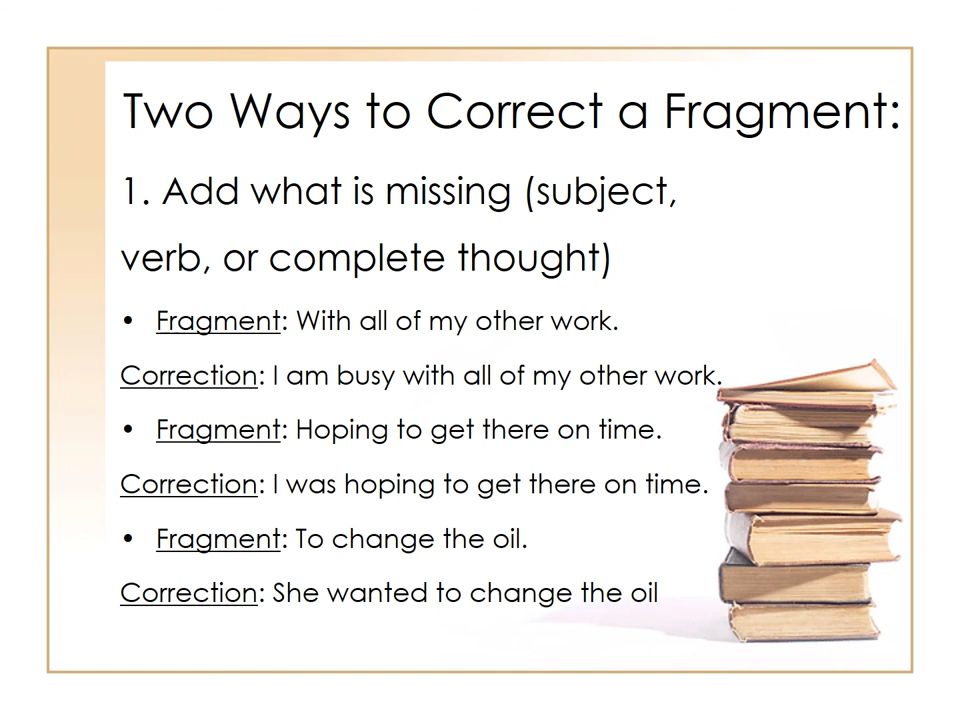 Two Ways to Correct a Fragment:
1. Add what is missing (subject,
verb, or complete thought)
• Fragment: With all of my other work.
Correction: I am busy with all of my other work.
• Fragment: Hoping to get there on time.
Correction: I was hoping to get there on time.
• Fragment: To change the oil.
Correction: She wanted to change the oil